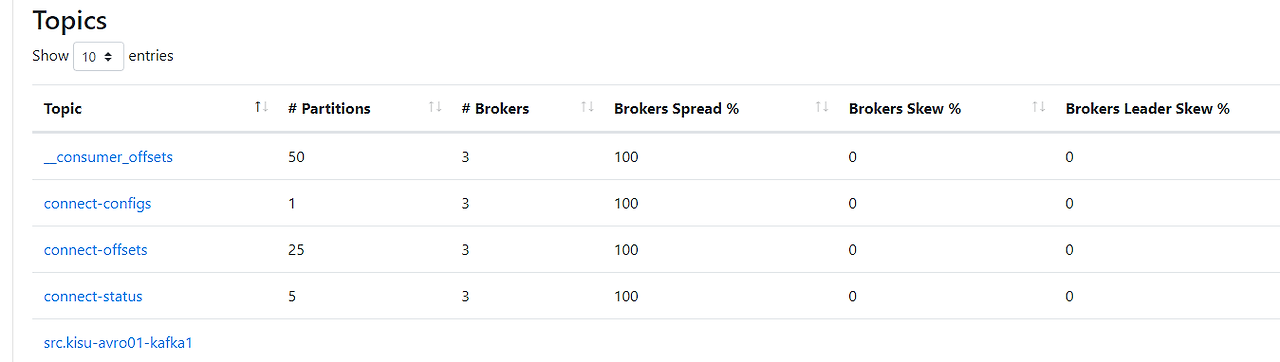 Topics
Show 10 entries
Topic # Partitions # Brokers Brokers Spread % Brokers Skew % Brokers Leader Skew %
__consumer_offsets 50 3 100 0 0
connect-configs 1 3 100 0 0
connect-offsets 25 3 100 0 0
connect-status 5 3 100 0 0
src.kisu-avro01-kafka1